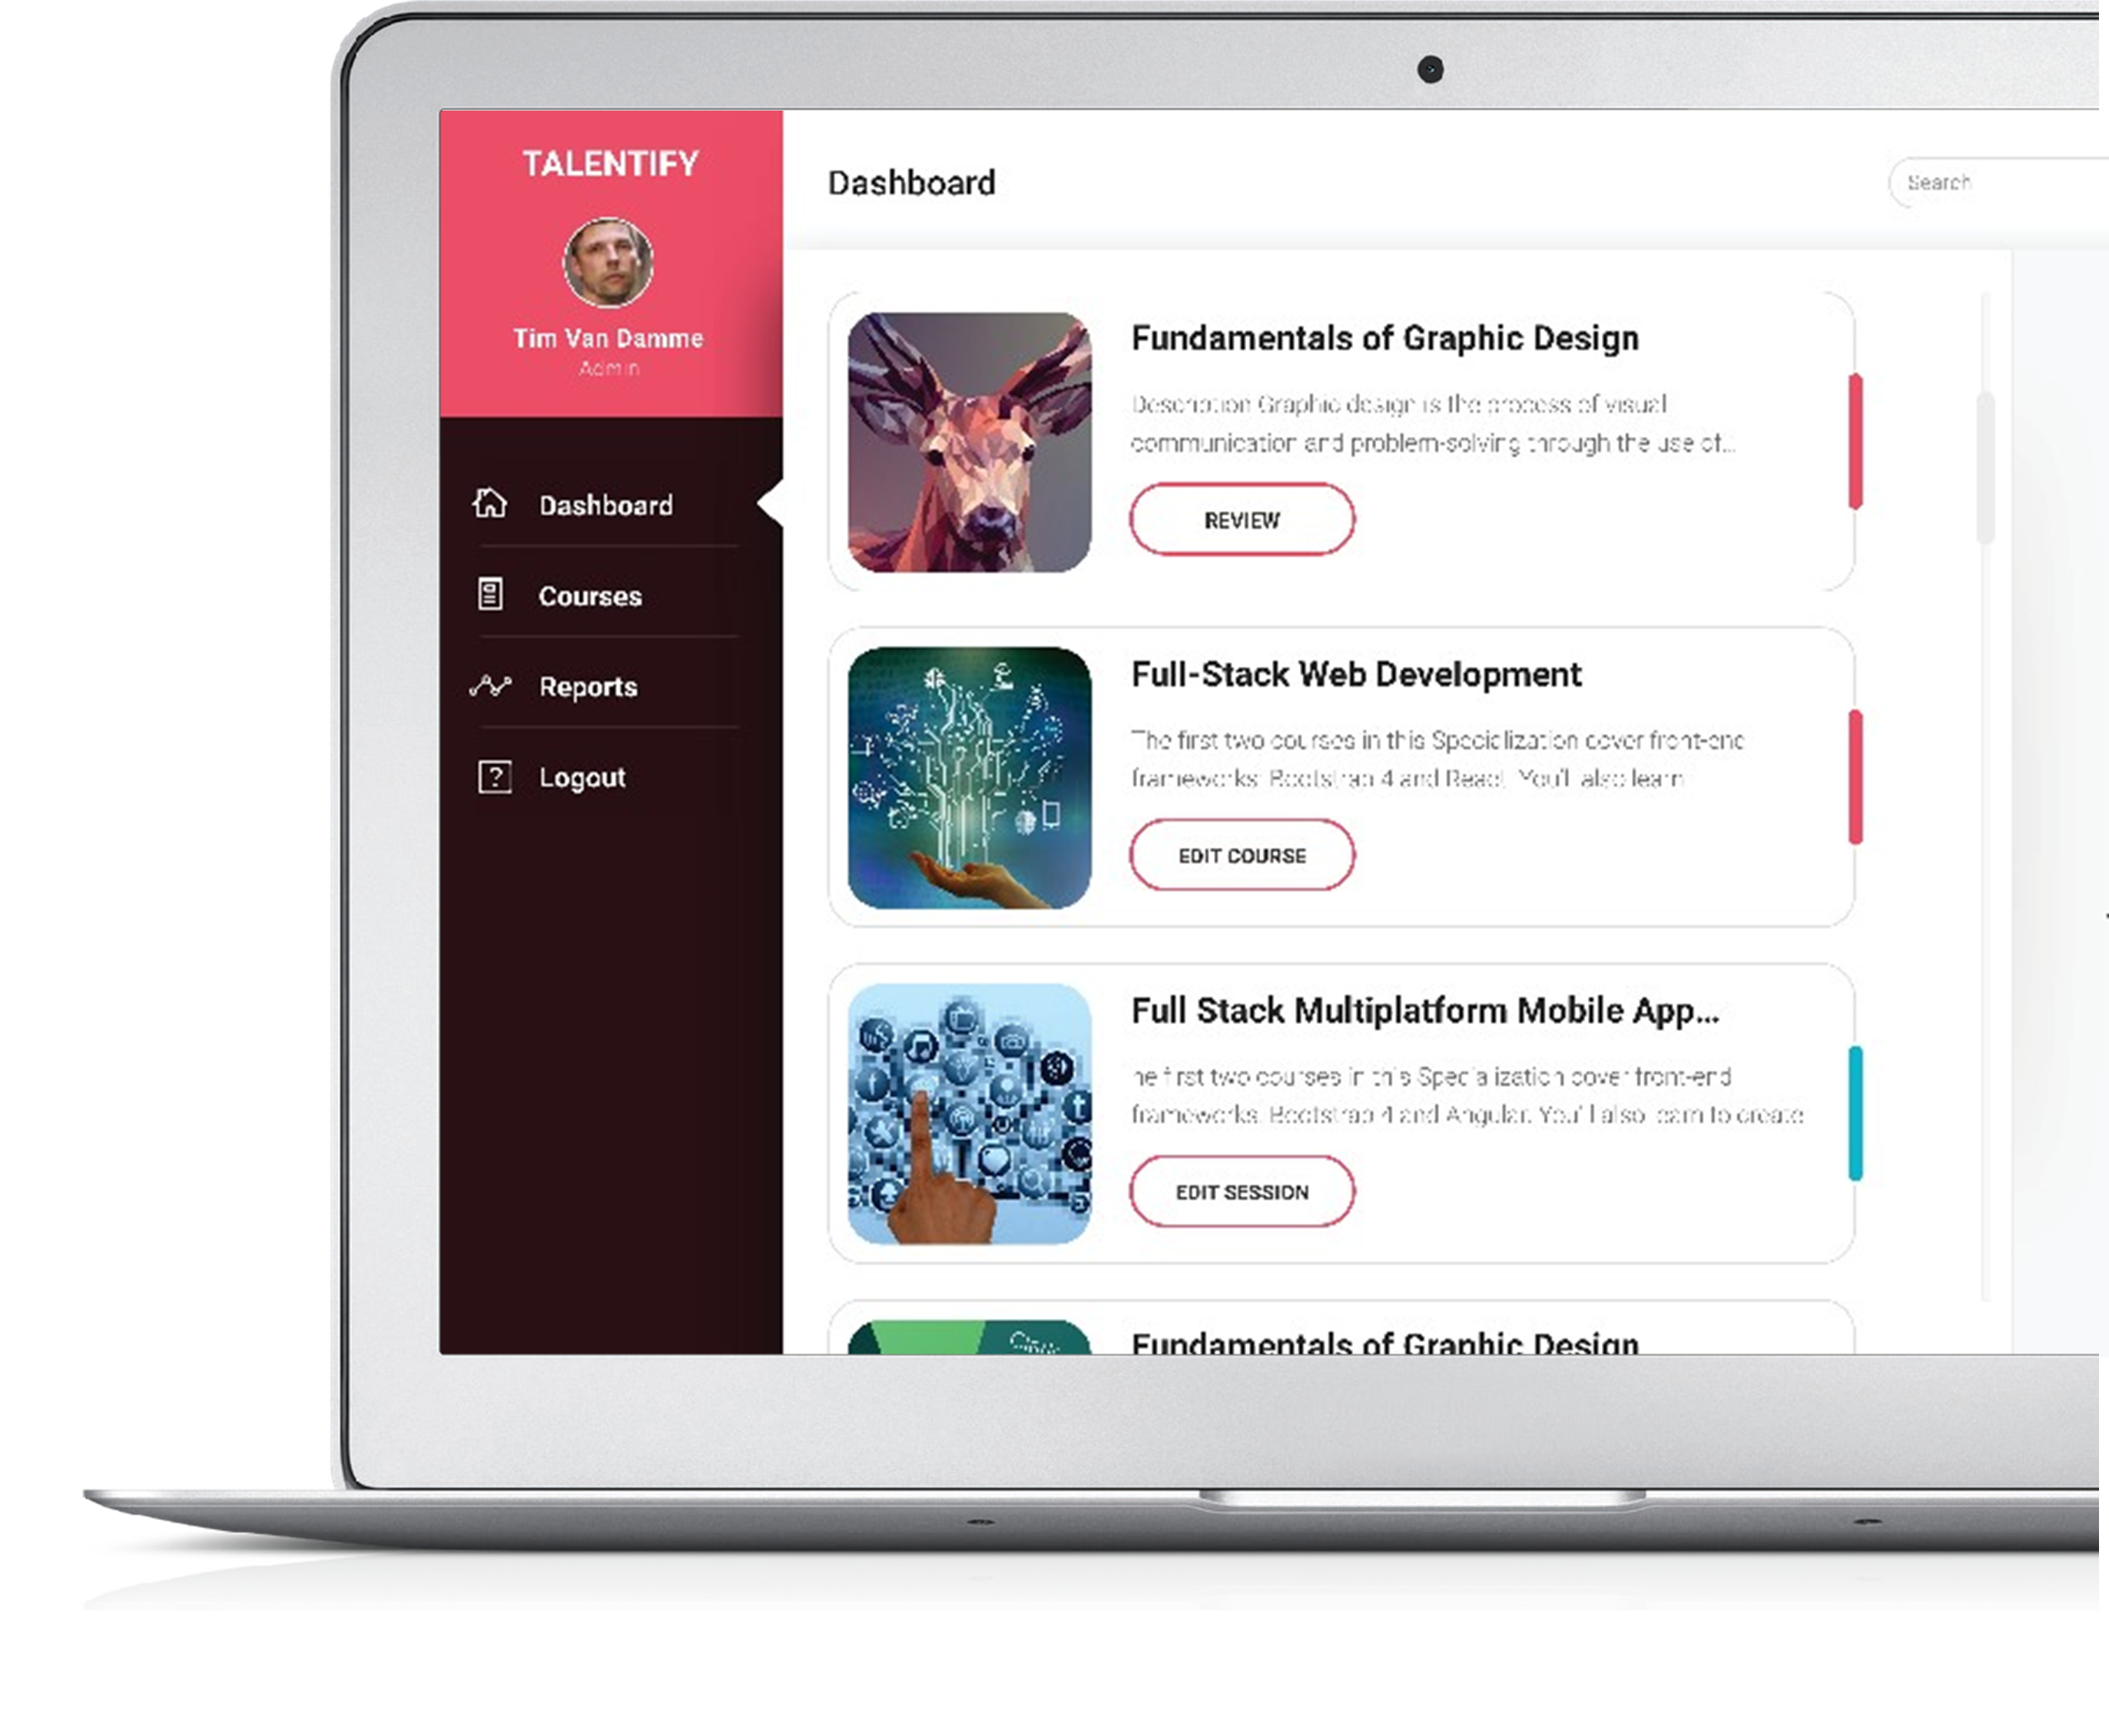 TALENTIFY
Tim Van Damme
Admin
Dashboard
Courses
Reports
Logout
Dashboard
Search
Fundamentals of Graphic Design
Description Graphic design is the process of visual
communication and problem-solving through the use of...
REVIEW
Full-Stack Web Development
The first two courses in this Specialization cover front-end
frameworks: Bootstrap 4 and React. You'll also learn
EDIT COURSE
Full Stack Multiplatform Mobile App...
he first two courses in this Specialization cover front-end
frameworks: Bootstrap 4 and Angular. You'll also learn to create
EDIT SESSION
Fundamentals of Graphic Design